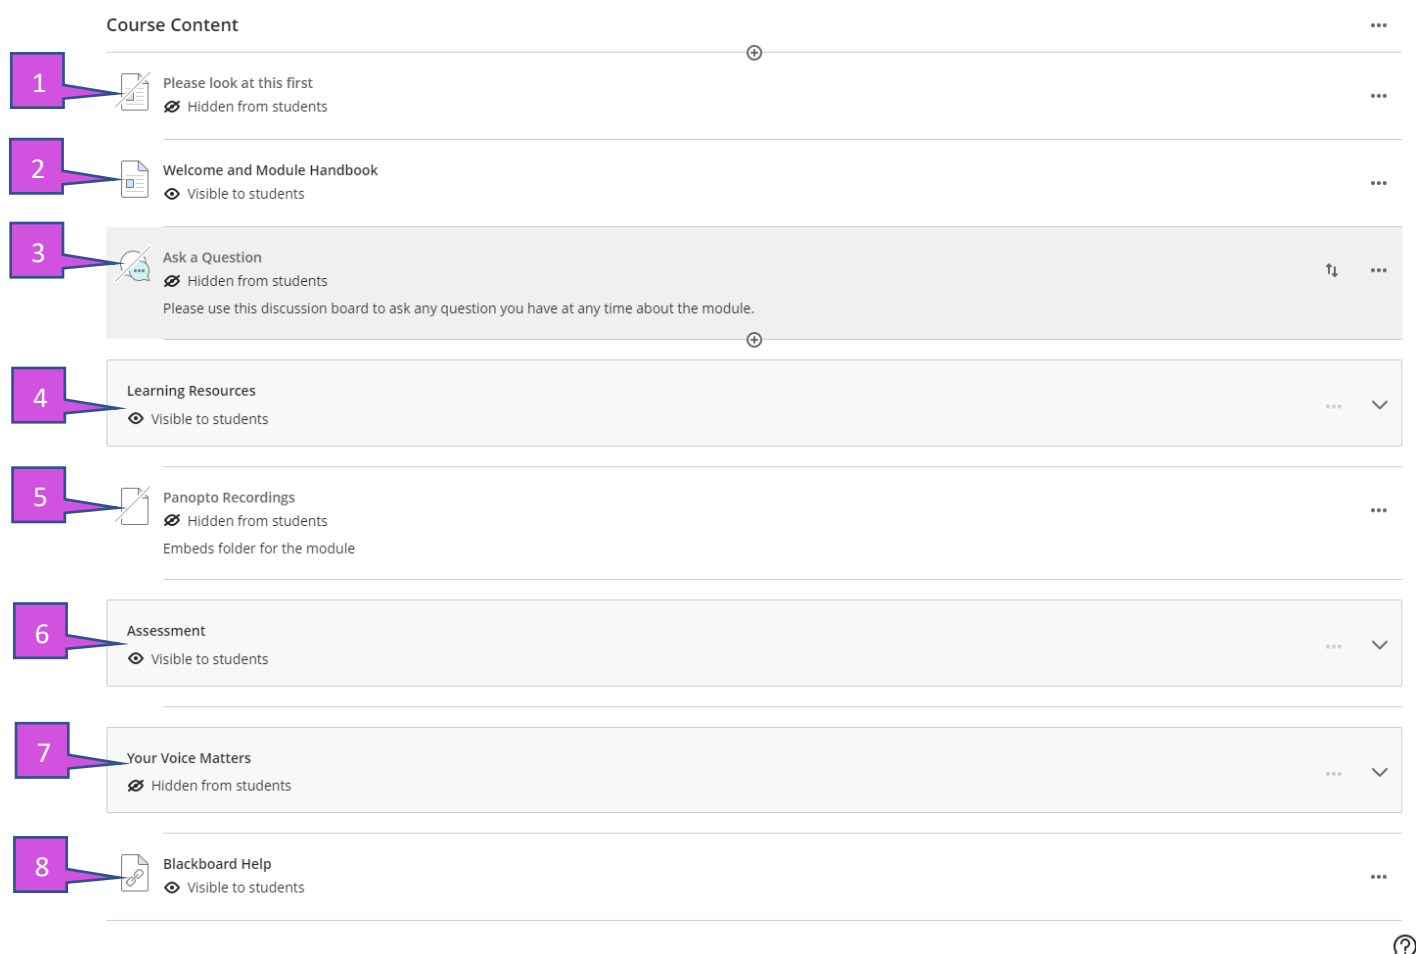 Course Content
1
Please look at this first
Hidden from students
2
Welcome and Module Handbook
Visible to students
3
Ask a Question
Hidden from students
Please use this discussion board to ask any question you have at any time about the module.
4
Learning Resources
Visible to students
5
Panopto Recordings
Hidden from students
Embeds folder for the module
6
Assessment
Visible to students
7
Your Voice Matters
Hidden from students
8
Blackboard Help
Visible to students